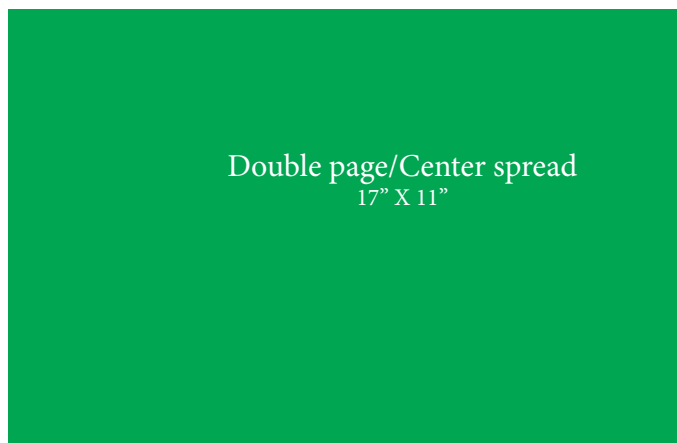 Double page/Center spread
17” X 11”